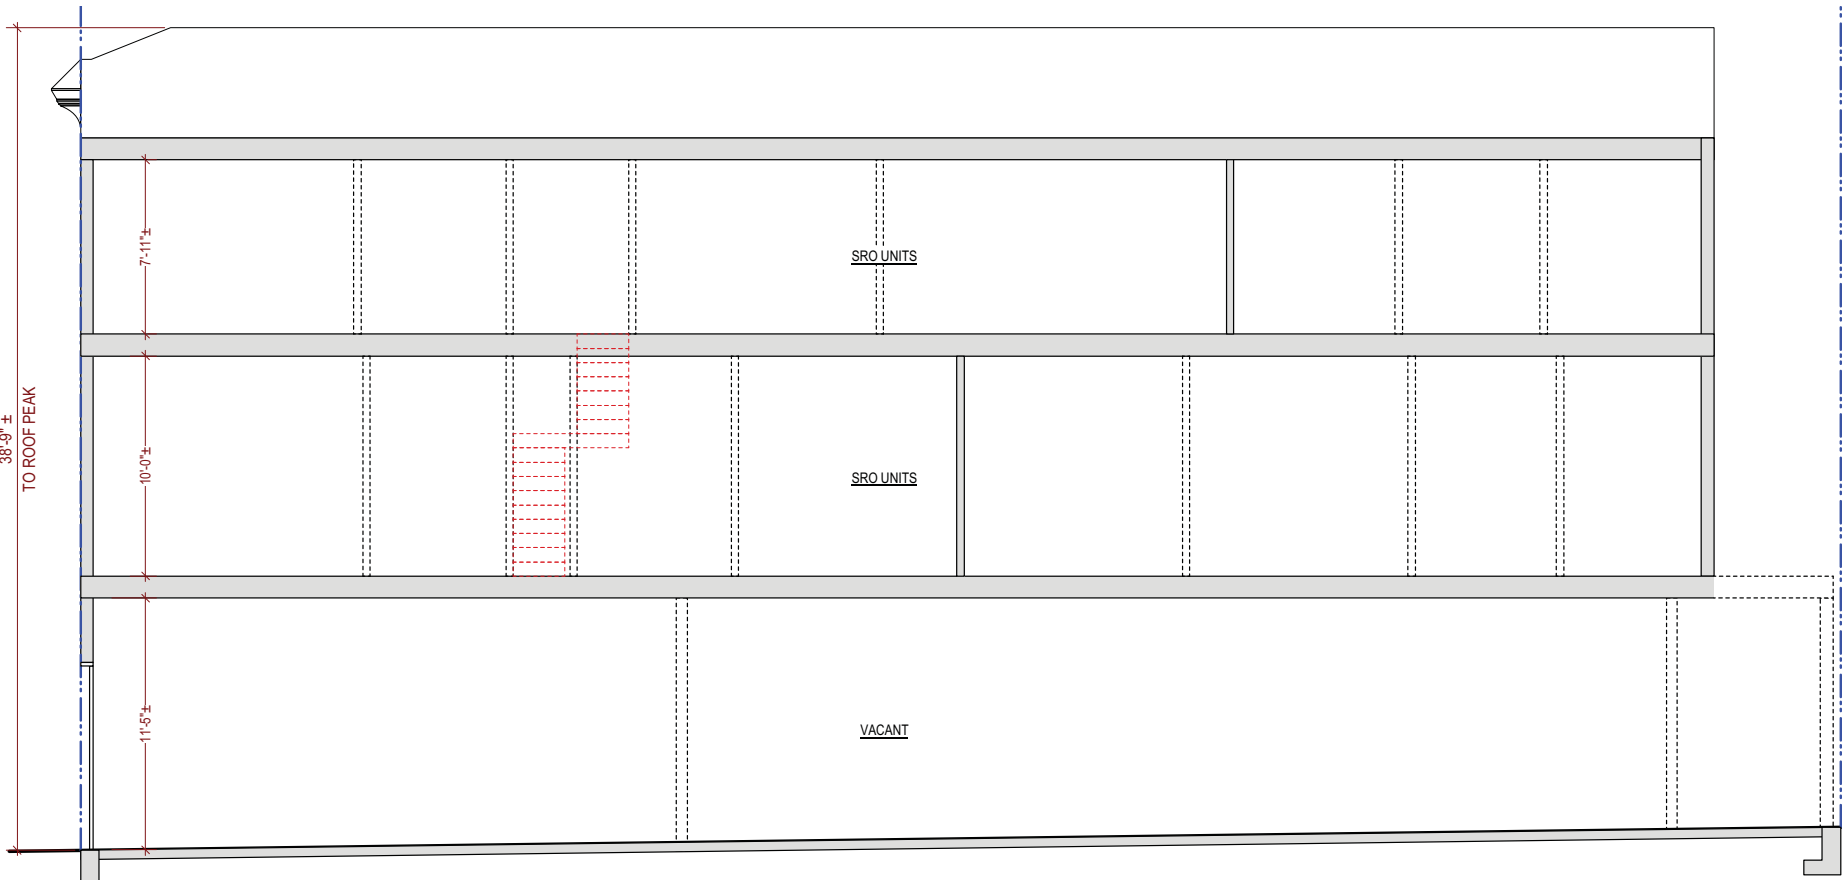 38'-9" ±
TO ROOF PEAK
7'-11"±
SRO UNITS
10'-0"±
SRO UNITS
11'-5"±
VACANT